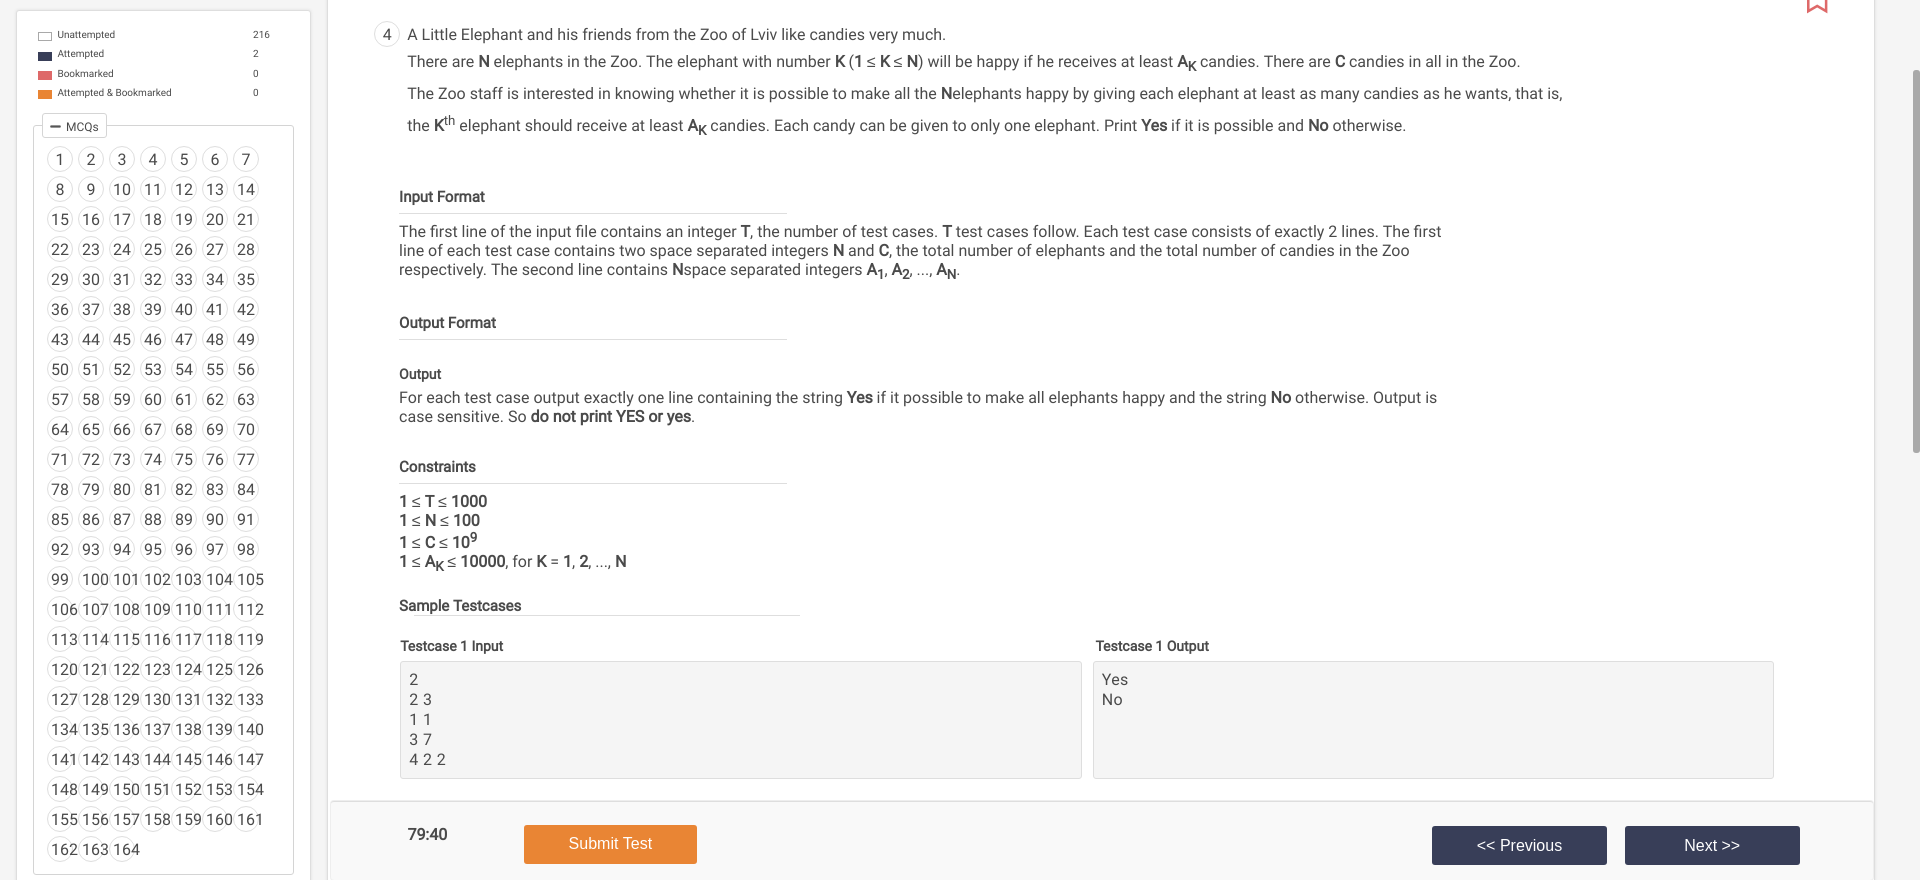 Unattempted 216
Attempted 2
Bookmarked 0
Attempted & Bookmarked 0
MCQs
1 2 3 4 5 6 7
8 9 10 11 12 13 14
15 16 17 18 19 20 21
22 23 24 25 26 27 28
29 30 31 32 33 34 35
36 37 38 39 40 41 42
43 44 45 46 47 48 49
50 51 52 53 54 55 56
57 58 59 60 61 62 63
64 65 66 67 68 69 70
71 72 73 74 75 76 77
78 79 80 81 82 83 84
85 86 87 88 89 90 91
92 93 94 95 96 97 98
99 100 101 102 103 104 105
106 107 108 109 110 111 112
113 114 115 116 117 118 119
120 121 122 123 124 125 126
127 128 129 130 131 132 133
134 135 136 137 138 139 140
141 142 143 144 145 146 147
148 149 150 151 152 153 154
155 156 157 158 159 160 161
162 163 164
4 A Little Elephant and his friends from the Zoo of Lviv like candies very much.
There are N elephants in the Zoo. The elephant with number K (1 ≤ K ≤ N) will be happy if he receives at least AK candies. There are C candies in all in the Zoo.
The Zoo staff is interested in knowing whether it is possible to make all the Nelephants happy by giving each elephant at least as many candies as he wants, that is,
the Kth elephant should receive at least AK candies. Each candy can be given to only one elephant. Print Yes if it is possible and No otherwise.
Input Format
The first line of the input file contains an integer T, the number of test cases. T test cases follow. Each test case consists of exactly 2 lines. The first
line of each test case contains two space separated integers N and C, the total number of elephants and the total number of candies in the Zoo
respectively. The second line contains Nspace separated integers A1, A2, ..., AN.
Output Format
Output
For each test case output exactly one line containing the string Yes if it possible to make all elephants happy and the string No otherwise. Output is
case sensitive. So do not print YES or yes.
Constraints
1 ≤ T ≤ 1000
1 ≤ N ≤ 100
1 ≤ C ≤ 10⁹
1 ≤ AK ≤ 10000, for K = 1, 2, ..., N
Sample Testcases
Testcase 1 Input
2
2 3
1 1
3 7
4 2 2
Testcase 1 Output
Yes
No
79:40
Submit Test
<< Previous
Next >>